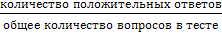 количество положительных ответов
общее количество вопросов в тесте